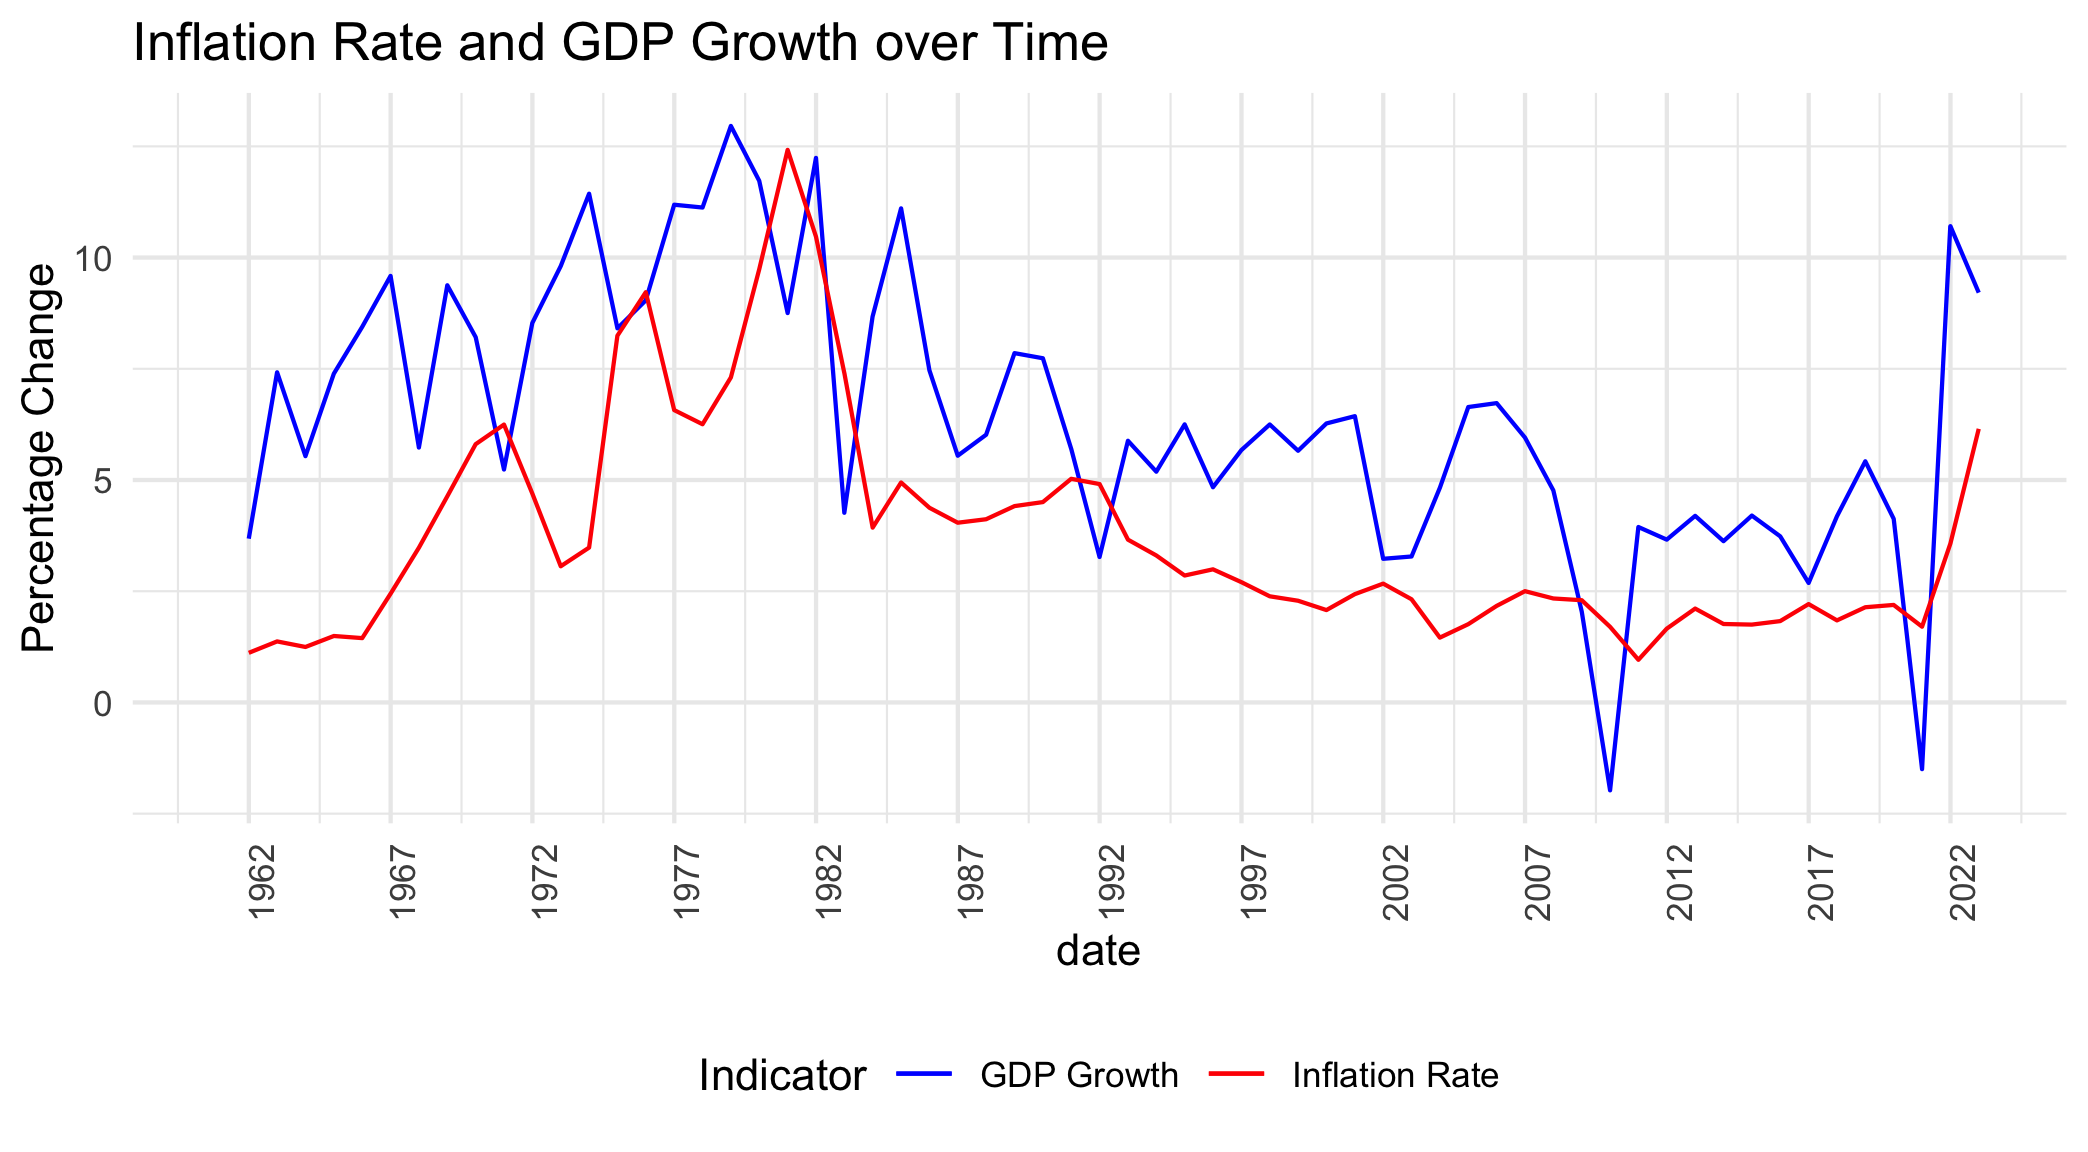 Inflation Rate and GDP Growth over Time
Percentage Change
10
5
0
1962 1967 1972 1977 1982 1987 1992 1997 2002 2007 2012 2017 2022
date
Indicator GDP Growth Inflation Rate